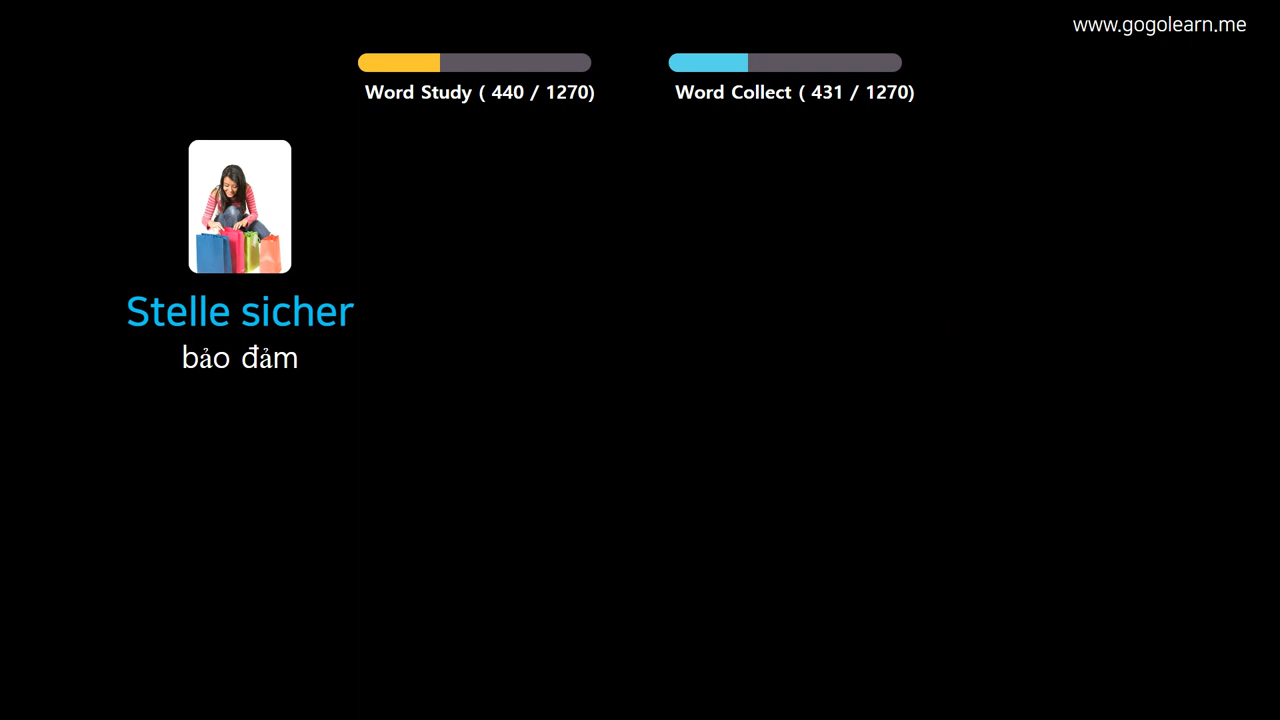 www.gogolearn.me
Word Study ( 440 / 1270)
Word Collect ( 431 / 1270)
Stelle sicher
bảo đảm